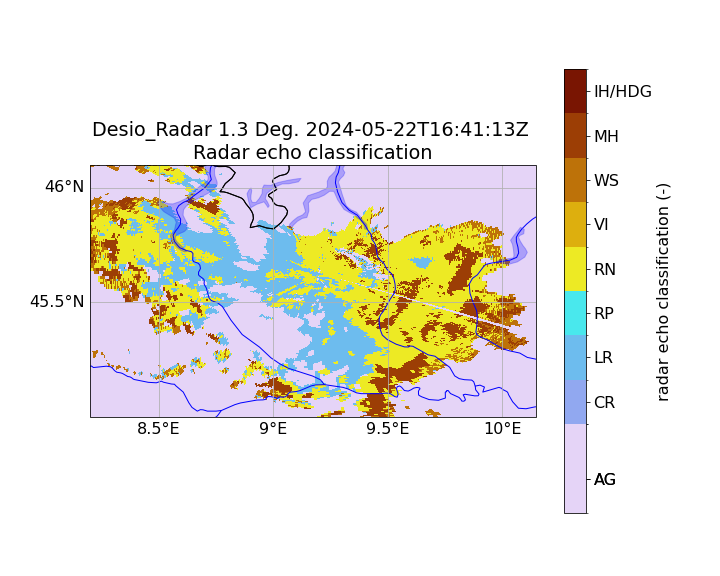 Desio_Radar 1.3 Deg. 2024-05-22T16:41:13Z
Radar echo classification
46°N
45.5°N
8.5°E
9°E
9.5°E
10°E
IH/HDG
MH
WS
VI
RN
RP
LR
CR
AG
radar echo classification (-)